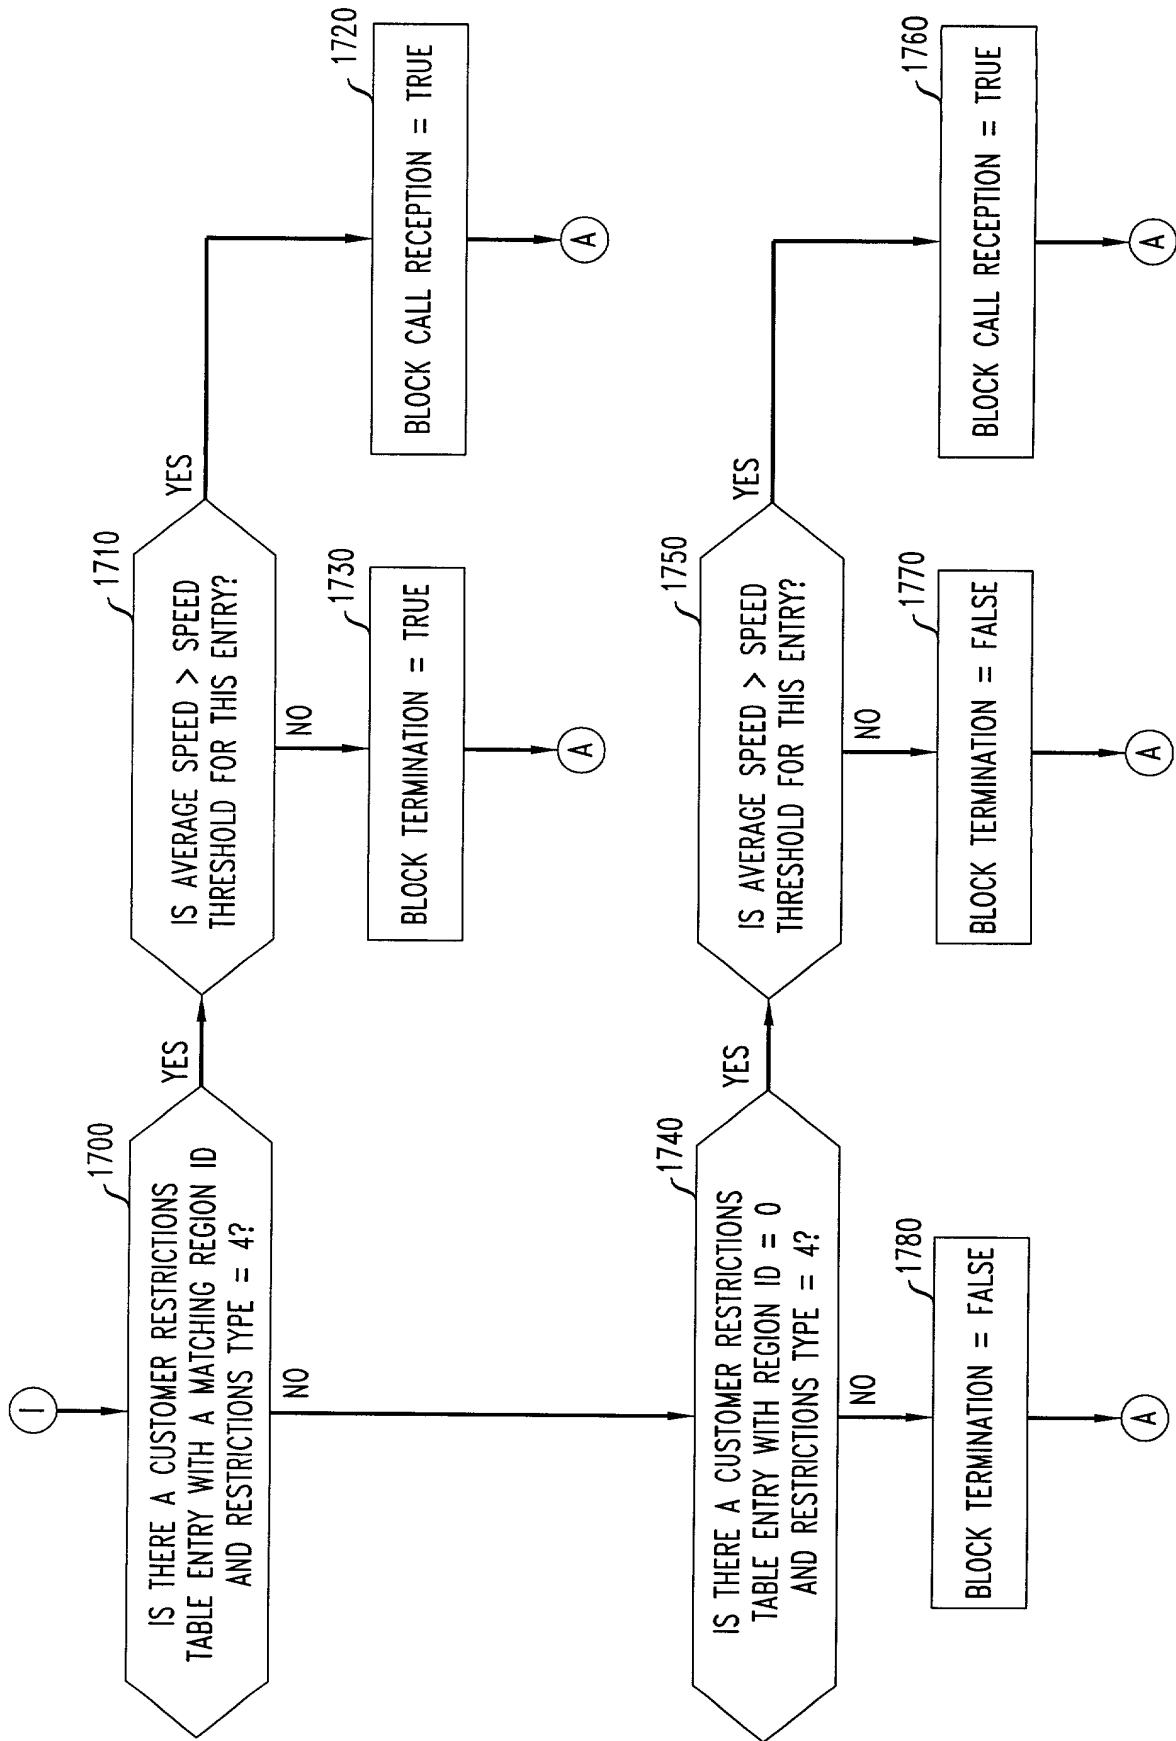 I
1700
IS THERE A CUSTOMER RESTRICTIONS
TABLE ENTRY WITH A MATCHING REGION ID
AND RESTRICTIONS TYPE = 4?
YES
NO
1710
IS AVERAGE SPEED > SPEED
THRESHOLD FOR THIS ENTRY?
YES
NO
1720
BLOCK CALL RECEPTION = TRUE
A
1730
BLOCK TERMINATION = TRUE
A
1740
IS THERE A CUSTOMER RESTRICTIONS
TABLE ENTRY WITH REGION ID = 0
AND RESTRICTIONS TYPE = 4?
YES
NO
1750
IS AVERAGE SPEED > SPEED
THRESHOLD FOR THIS ENTRY?
YES
NO
1760
BLOCK CALL RECEPTION = TRUE
A
1770
BLOCK TERMINATION = FALSE
A
1780
BLOCK TERMINATION = FALSE
A